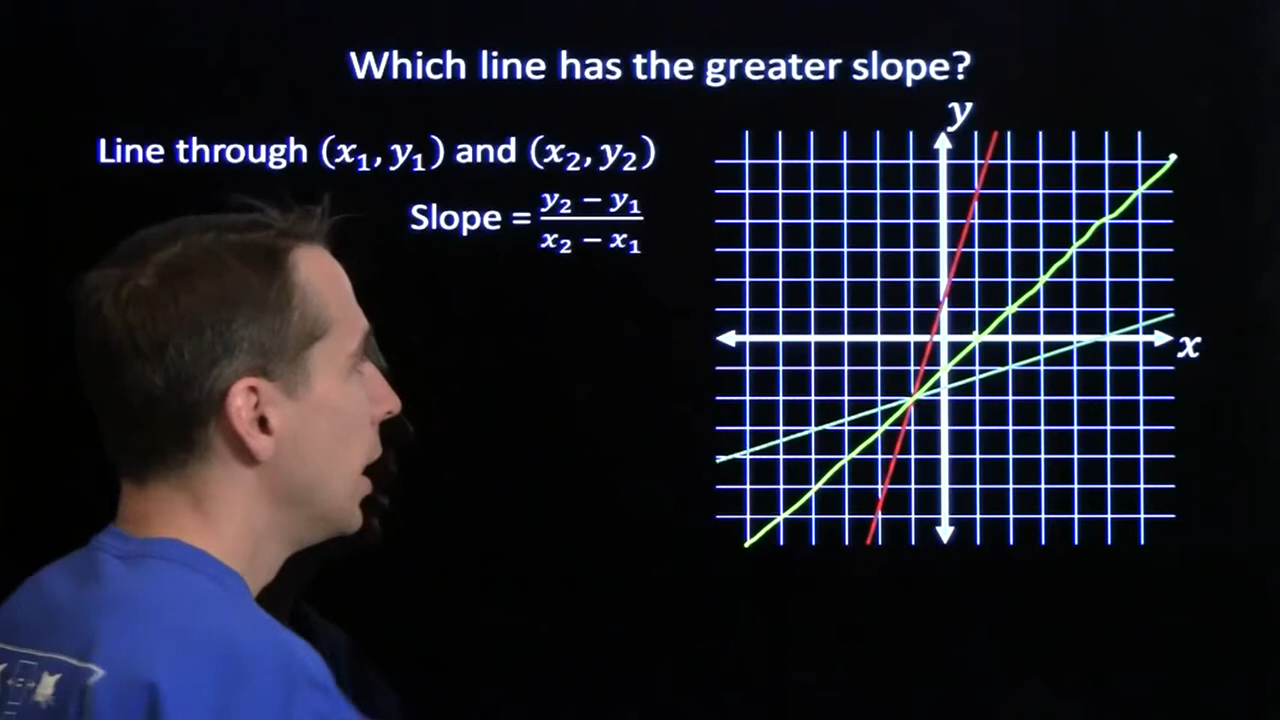 Which line has the greater slope?
Line through (x₁, y₁) and (x₂, y₂)
Slope = (y₂ − y₁)/(x₂ − x₁)
y
x